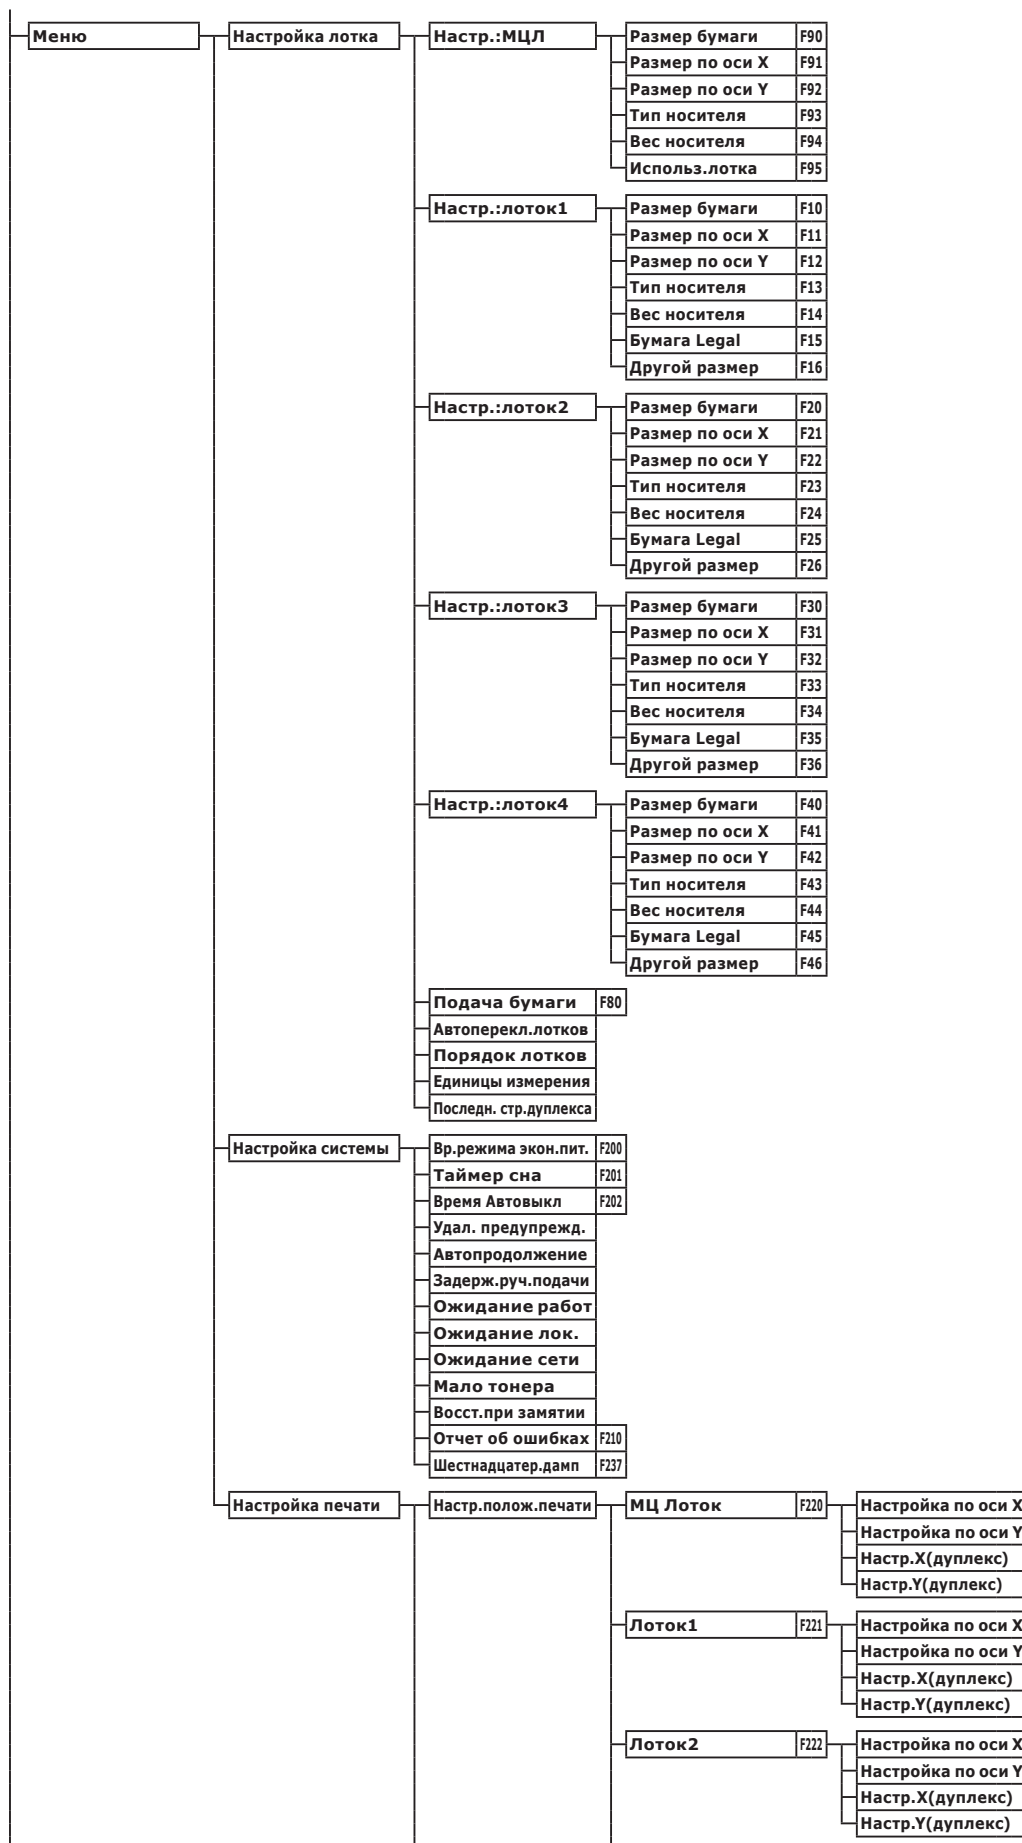 Меню Настройка лотка Настр.:МЦЛ Размер бумаги F90
Размер по оси X F91
Размер по оси Y F92
Тип носителя F93
Вес носителя F94
Использ.лотка F95
Настр.:лоток1 Размер бумаги F10
Размер по оси X F11
Размер по оси Y F12
Тип носителя F13
Вес носителя F14
Бумага Legal F15
Другой размер F16
Настр.:лоток2 Размер бумаги F20
Размер по оси X F21
Размер по оси Y F22
Тип носителя F23
Вес носителя F24
Бумага Legal F25
Другой размер F26
Настр.:лоток3 Размер бумаги F30
Размер по оси X F31
Размер по оси Y F32
Тип носителя F33
Вес носителя F34
Бумага Legal F35
Другой размер F36
Настр.:лоток4 Размер бумаги F40
Размер по оси X F41
Размер по оси Y F42
Тип носителя F43
Вес носителя F44
Бумага Legal F45
Другой размер F46
Подача бумаги F80
Автоперекл.лотков
Порядок лотков
Единицы измерения
Последн. стр.дуплекса
Настройка системы Вр.режима экон.пит. F200
Таймер сна F201
Время Автовыкл F202
Удал. предупрежд.
Автопродолжение
Задерж.руч.подачи
Ожидание работ
Ожидание лок.
Ожидание сети
Мало тонера
Восст.при замятии
Отчет об ошибках F210
Шестнадцатер.дамп F237
Настройка печати Настр.полож.печати МЦ Лоток F220 Настройка по оси X
Настройка по оси Y
Настр.X(дуплекс)
Настр.Y(дуплекс)
Лоток1 F221 Настройка по оси X
Настройка по оси Y
Настр.X(дуплекс)
Настр.Y(дуплекс)
Лоток2 F222 Настройка по оси X
Настройка по оси Y
Настр.X(дуплекс)
Настр.Y(дуплекс)